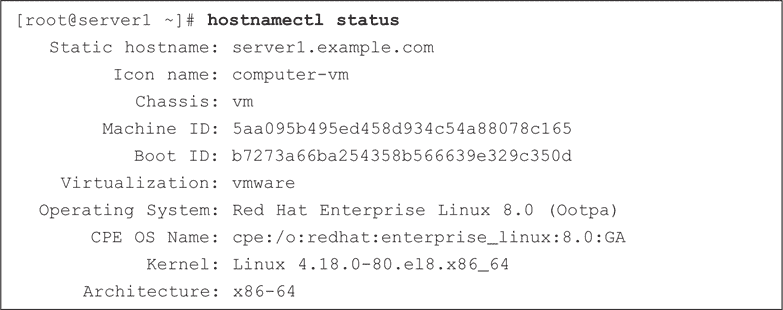 [root@server1 ~]# hostnamectl status
Static hostname: server1.example.com
Icon name: computer-vm
Chassis: vm
Machine ID: 5aa095b495ed458d934c54a88078c165
Boot ID: b7273a66ba254358b566639e329c350d
Virtualization: vmware
Operating System: Red Hat Enterprise Linux 8.0 (Ootpa)
CPE OS Name: cpe:/o:redhat:enterprise_linux:8.0:GA
Kernel: Linux 4.18.0-80.el8.x86_64
Architecture: x86-64